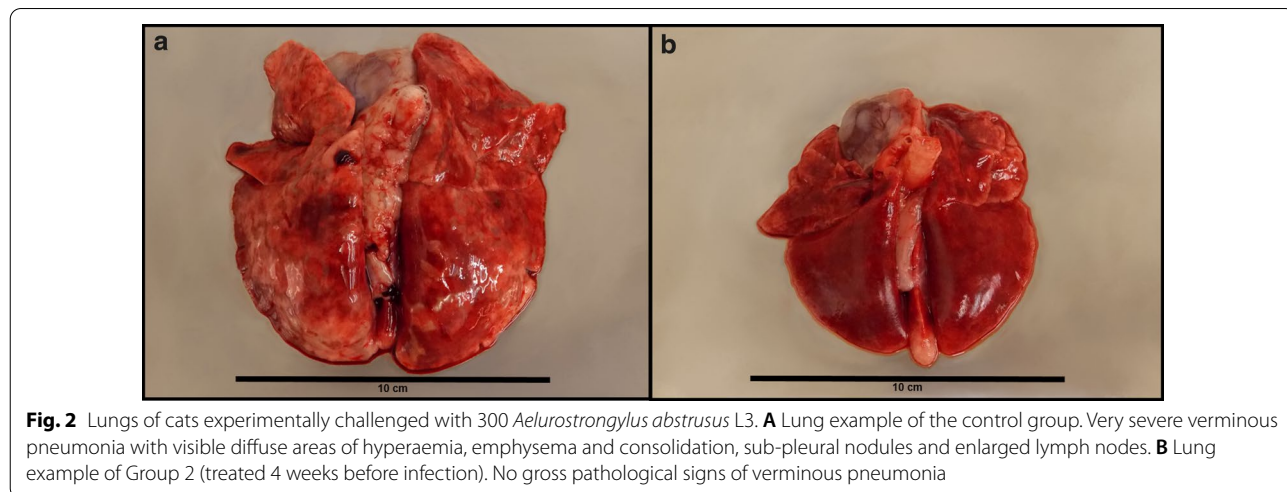 a
b
10 cm
10 cm
Fig. 2 Lungs of cats experimentally challenged with 300 Aelurostrongylus abstrusus L3. A Lung example of the control group. Very severe verminous
pneumonia with visible diffuse areas of hyperaemia, emphysema and consolidation, sub-pleural nodules and enlarged lymph nodes. B Lung
example of Group 2 (treated 4 weeks before infection). No gross pathological signs of verminous pneumonia